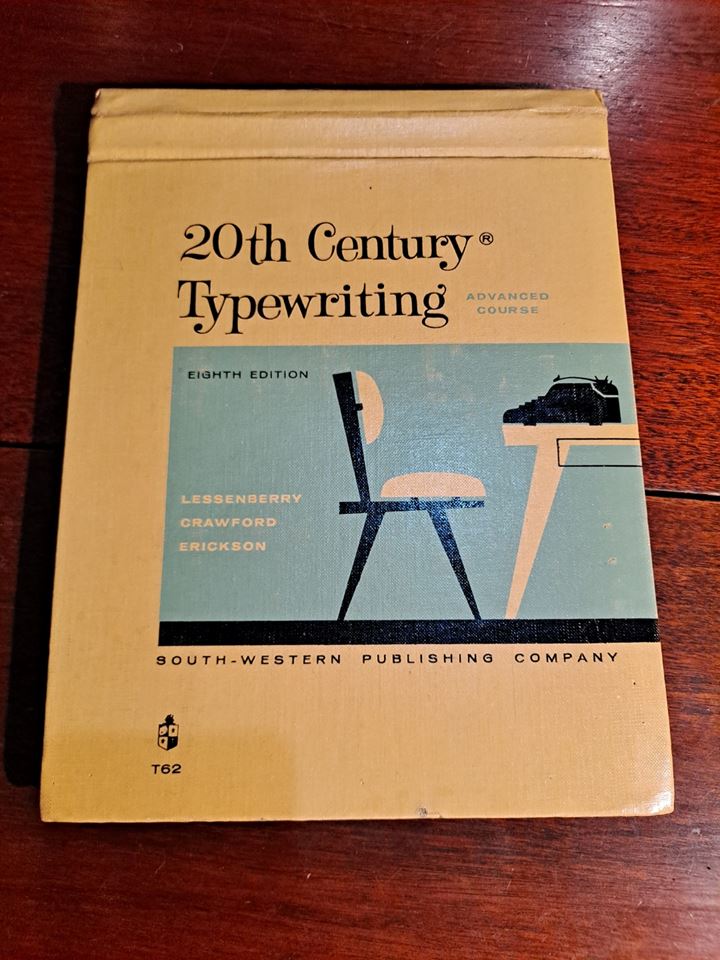 20th Century®
Typewriting
ADVANCED
COURSE
EIGHTH EDITION
LESSENBERRY
CRAWFORD
ERICKSON
SOUTH-WESTERN PUBLISHING COMPANY
T62